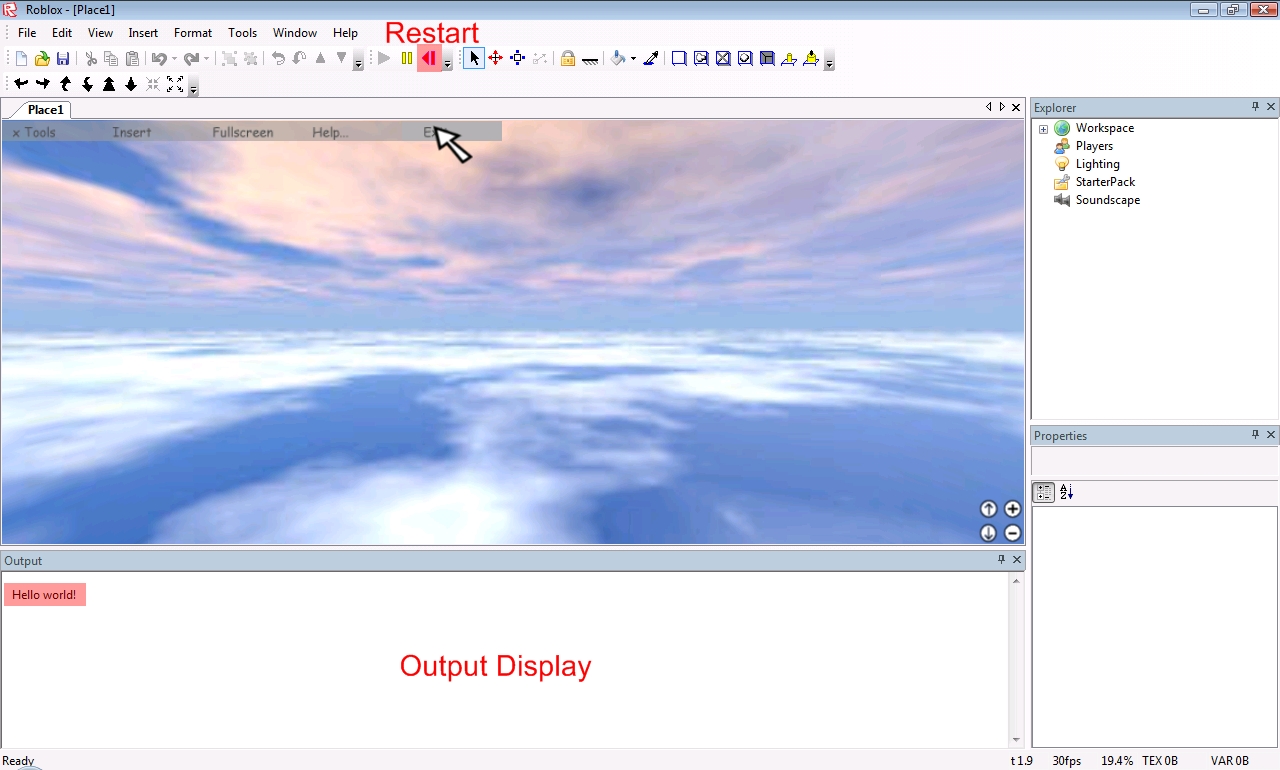 Roblox - [Place1]
File Edit View Insert Format Tools Window Help
Restart
Place1
x Tools Insert Fullscreen Help...
Explorer
Workspace
Players
Lighting
StarterPack
Soundscape
Properties
Output
Hello world!
Output Display
Ready
t 1.9 30fps 19.4% TEX 0B VAR 0B